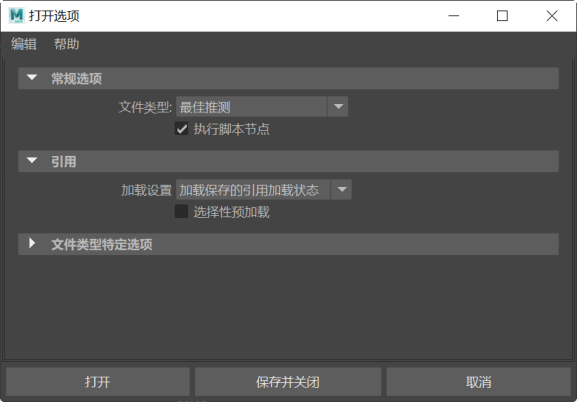 打开选项
编辑 帮助
常规选项
文件类型: 最佳推测
执行脚本节点
引用
加载设置 加载保存的引用加载状态
选择性预加载
文件类型特定选项
打开 保存并关闭 取消